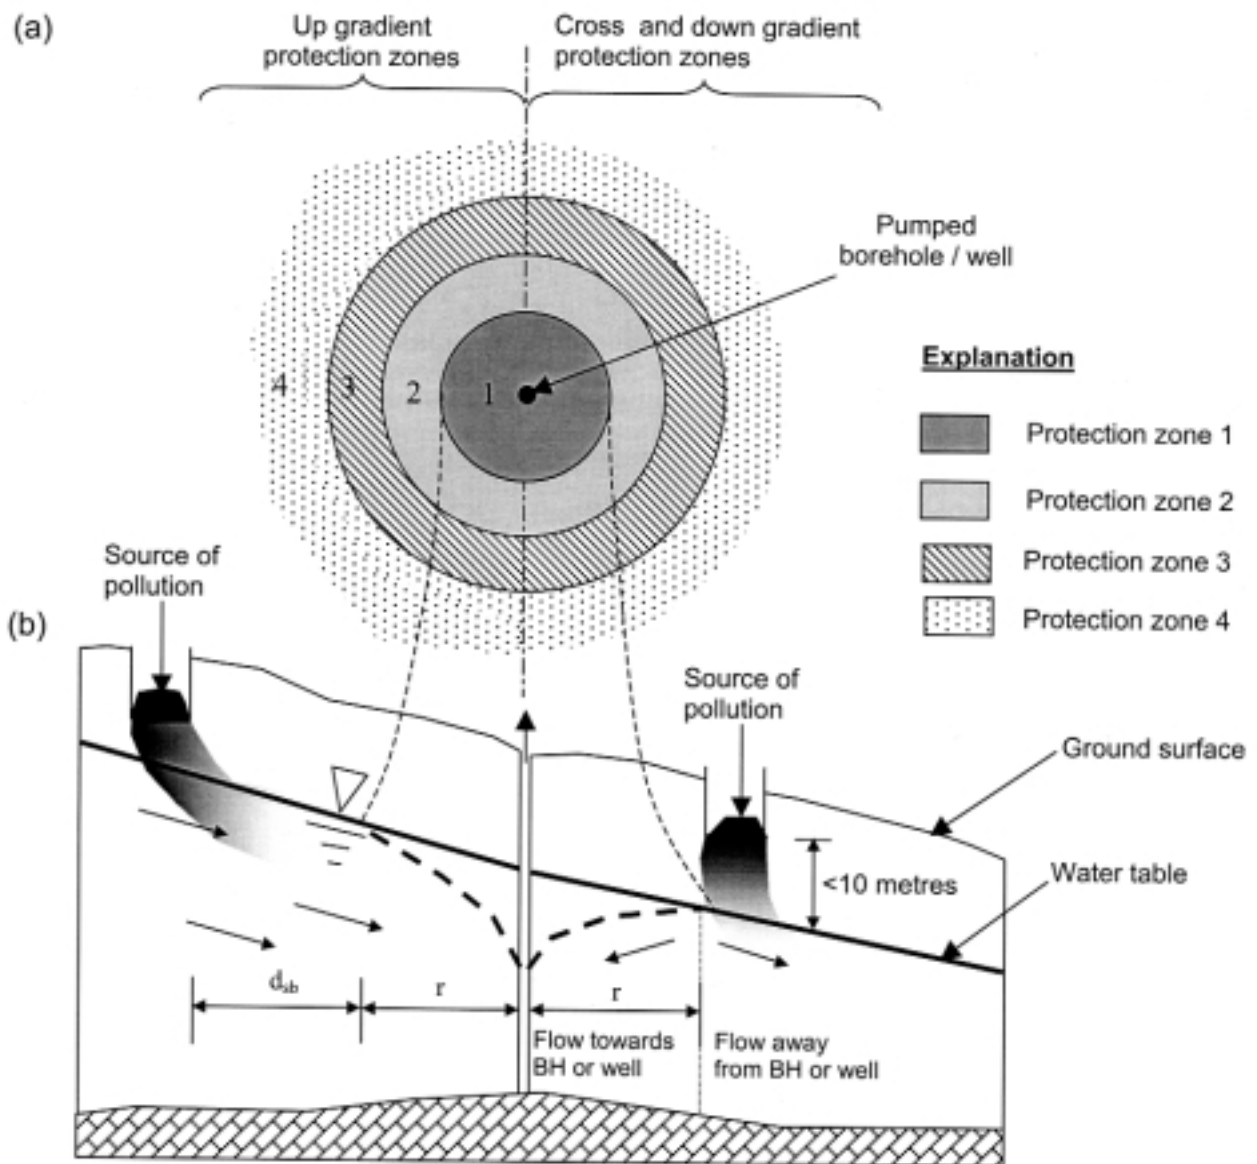 (a)
Up gradient
protection zones
Cross and down gradient
protection zones
Pumped
borehole / well
4 3 2 1
Explanation
Protection zone 1
Protection zone 2
Protection zone 3
Protection zone 4
Source of
pollution
(b)
Source of
pollution
Ground surface
<10 metres
Water table
dsb
r
r
Flow towards
BH or well
Flow away
from BH or well